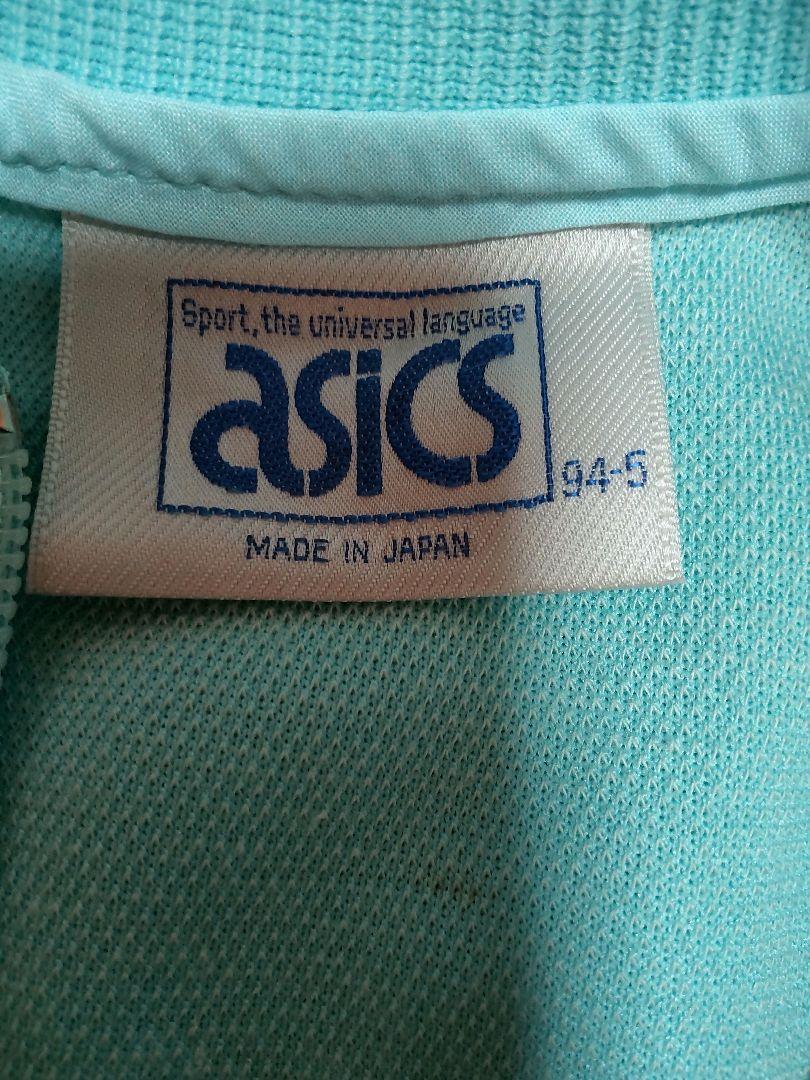 Sport, the universal language
asics
94-5
MADE IN JAPAN